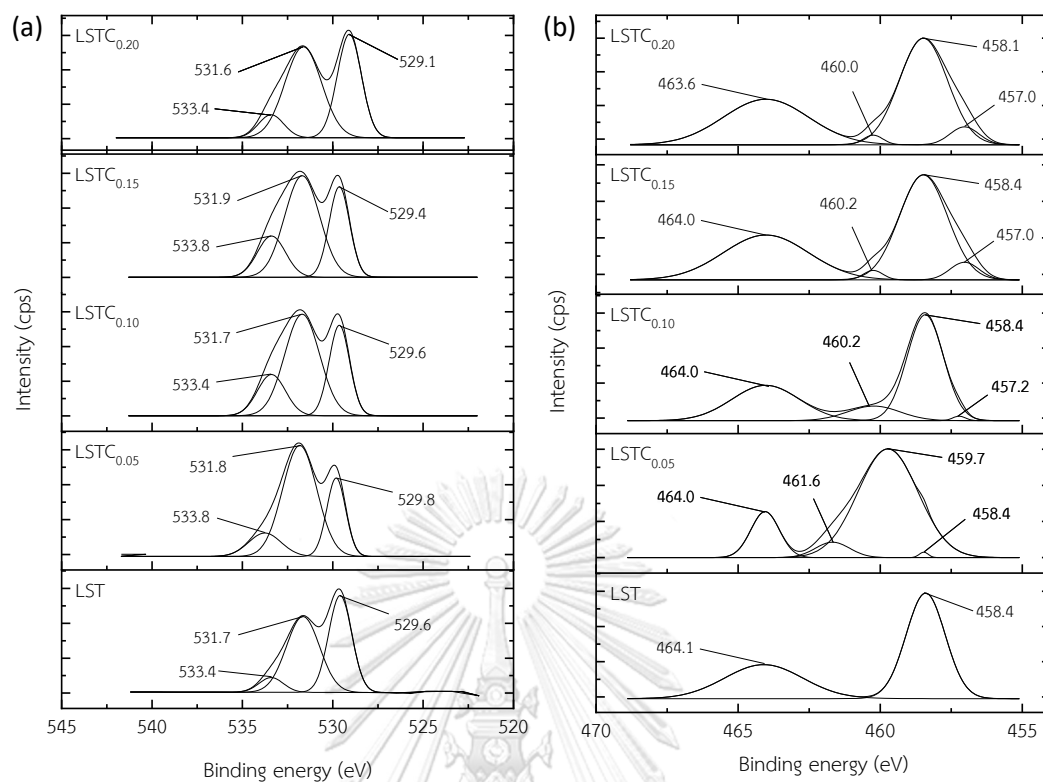 (a)
LSTC0.20
531.6
529.1
533.4
LSTC0.15
531.9
529.4
533.8
LSTC0.10
531.7
529.6
533.4
LSTC0.05
531.8
529.8
533.8
LST
531.7
529.6
533.4
Intensity (cps)
545 540 535 530 525 520
Binding energy (eV)
(b)
LSTC0.20
458.1
463.6
460.0
457.0
LSTC0.15
458.4
464.0
460.2
457.0
LSTC0.10
458.4
460.2
464.0
457.2
LSTC0.05
459.7
461.6
464.0
458.4
LST
458.4
464.1
Intensity (cps)
470 465 460 455
Binding energy (eV)